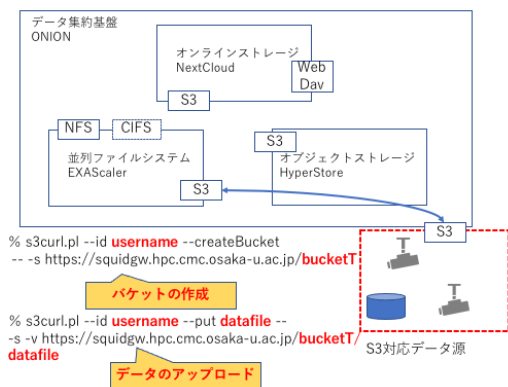 データ集約基盤
ONION
オンラインストレージ
NextCloud
Web
Dav
S3
NFS
CIFS
並列ファイルシステム
EXAScaler
S3
S3
オブジェクトストレージ
HyperStore
S3
% s3curl.pl --id username --createBucket
-- -s https://squidgw.hpc.cmc.osaka-u.ac.jp/bucketT
バケットの作成
% s3curl.pl --id username --put datafile --
-s -v https://squidgw.hpc.cmc.osaka-u.ac.jp/bucketT/
datafile
データのアップロード
S3対応データ源